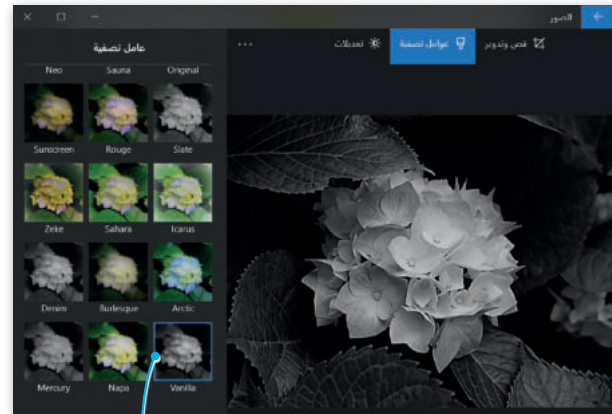 الصور
قص وتدوير
عوامل تصفية
تعديلات
عامل تصفية
Neo Sauna Original
Sunscreen Rouge Slate
Zeke Sahara Icarus
Denim Burlesque Arctic
Mercury Napa Vanilla